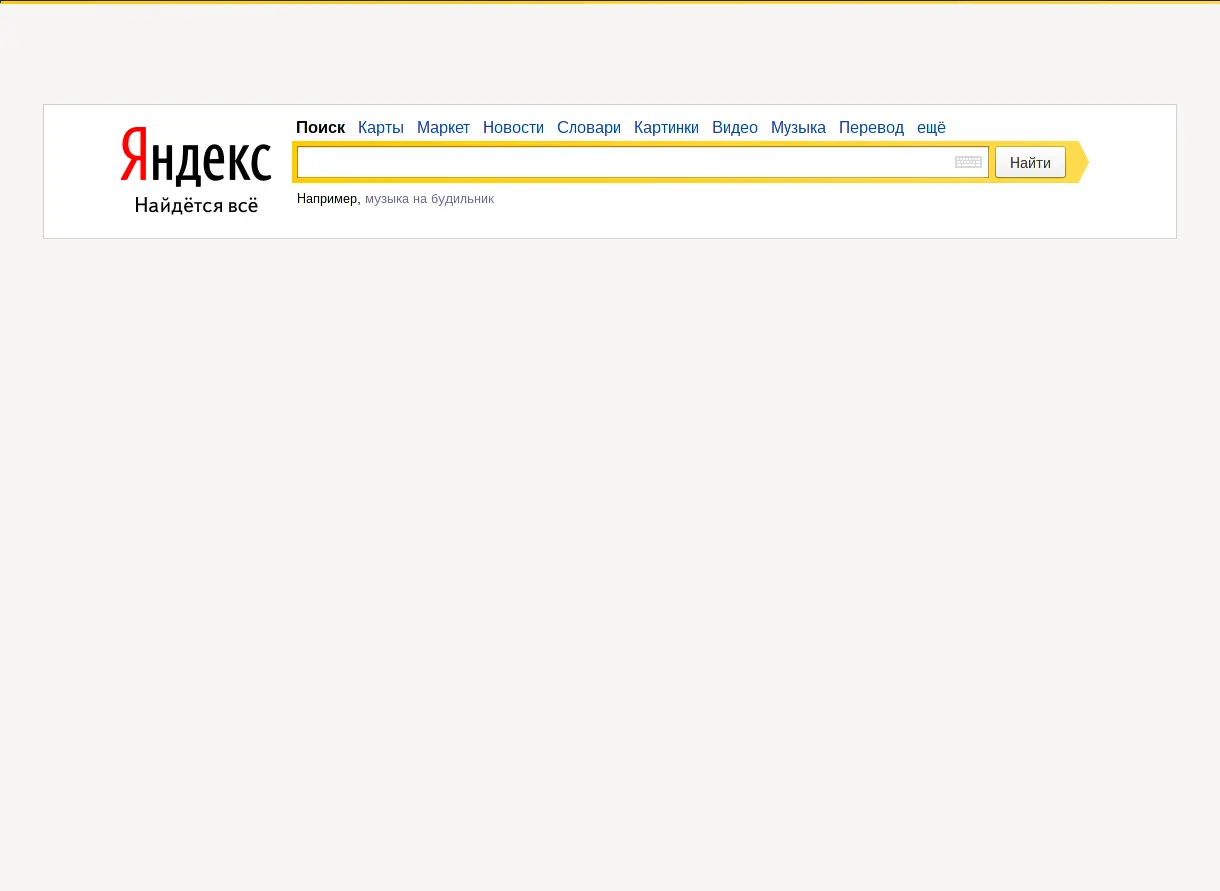 Поиск Карты Маркет Новости Словари Картинки Видео Музыка Перевод ещё
Яндекс
Найти
Найдётся всё
Например, музыка на будильник